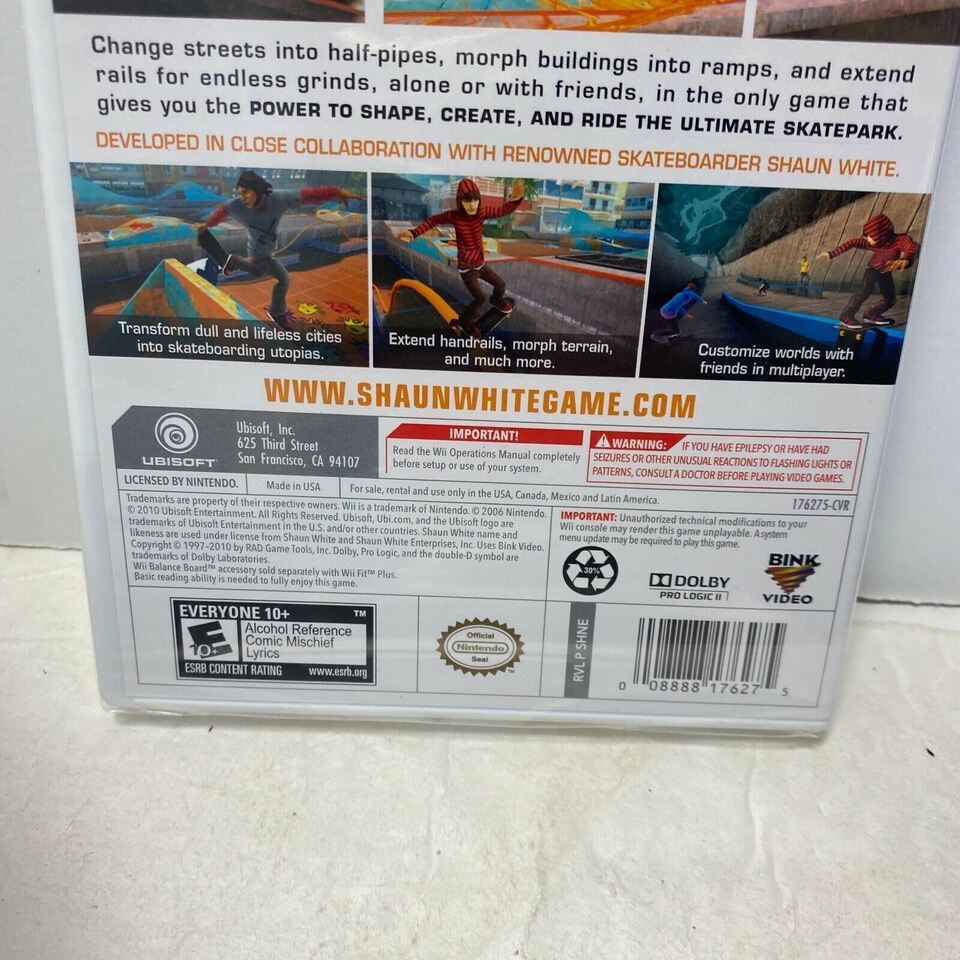 Change streets into half-pipes, morph buildings into ramps, and extend
rails for endless grinds, alone or with friends, in the only game that
gives you the POWER TO SHAPE, CREATE, AND RIDE THE ULTIMATE SKATEPARK.
DEVELOPED IN CLOSE COLLABORATION WITH RENOWNED SKATEBOARDER SHAUN WHITE.
Transform dull and lifeless cities
into skateboarding utopias.
Extend handrails, morph terrain,
and much more.
Customize worlds with
friends in multiplayer.
WWW.SHAUNWHITEGAME.COM
UBISOFT
Ubisoft, Inc.
625 Third Street
San Francisco, CA 94107
IMPORTANT!
Read the Wii Operations Manual completely
before setup or use of your system.
WARNING: IF YOU HAVE EPILEPSY OR HAVE HAD
SEIZURES OR OTHER UNUSUAL REACTIONS TO FLASHING LIGHTS OR
PATTERNS, CONSULT A DOCTOR BEFORE PLAYING VIDEO GAMES.
LICENSED BY NINTENDO.
Made in USA
For sale, rental and use only in the USA, Canada, Mexico and Latin America.
176275-CVR
Trademarks are property of their respective owners. Wii is a trademark of Nintendo. © 2006 Nintendo.
© 2010 Ubisoft Entertainment. All Rights Reserved. Ubisoft, Ubi.com, and the Ubisoft logo are
trademarks of Ubisoft Entertainment in the U.S. and/or other countries. Shaun White name and
likeness are used under license from Shaun White and Shaun White Enterprises, Inc. Uses Bink Video.
Copyright © 1997-2010 by RAD Game Tools, Inc. Dolby, Pro Logic, and the double-D symbol are
trademarks of Dolby Laboratories.
Wii Balance Board™ accessory sold separately with Wii Fit™ Plus.
Basic reading ability is needed to fully enjoy this game.
IMPORTANT: Unauthorized technical modifications to your
Wii console may render this game unplayable. A system
menu update may be required to play this game.
30%
DOLBY
PRO LOGIC II
BINK
VIDEO
EVERYONE 10+ ™
E
10+
Alcohol Reference
Comic Mischief
Lyrics
ESRB CONTENT RATING www.esrb.org
Official
Nintendo
Seal
™
RVL P SHNE
0 08888 17627 5